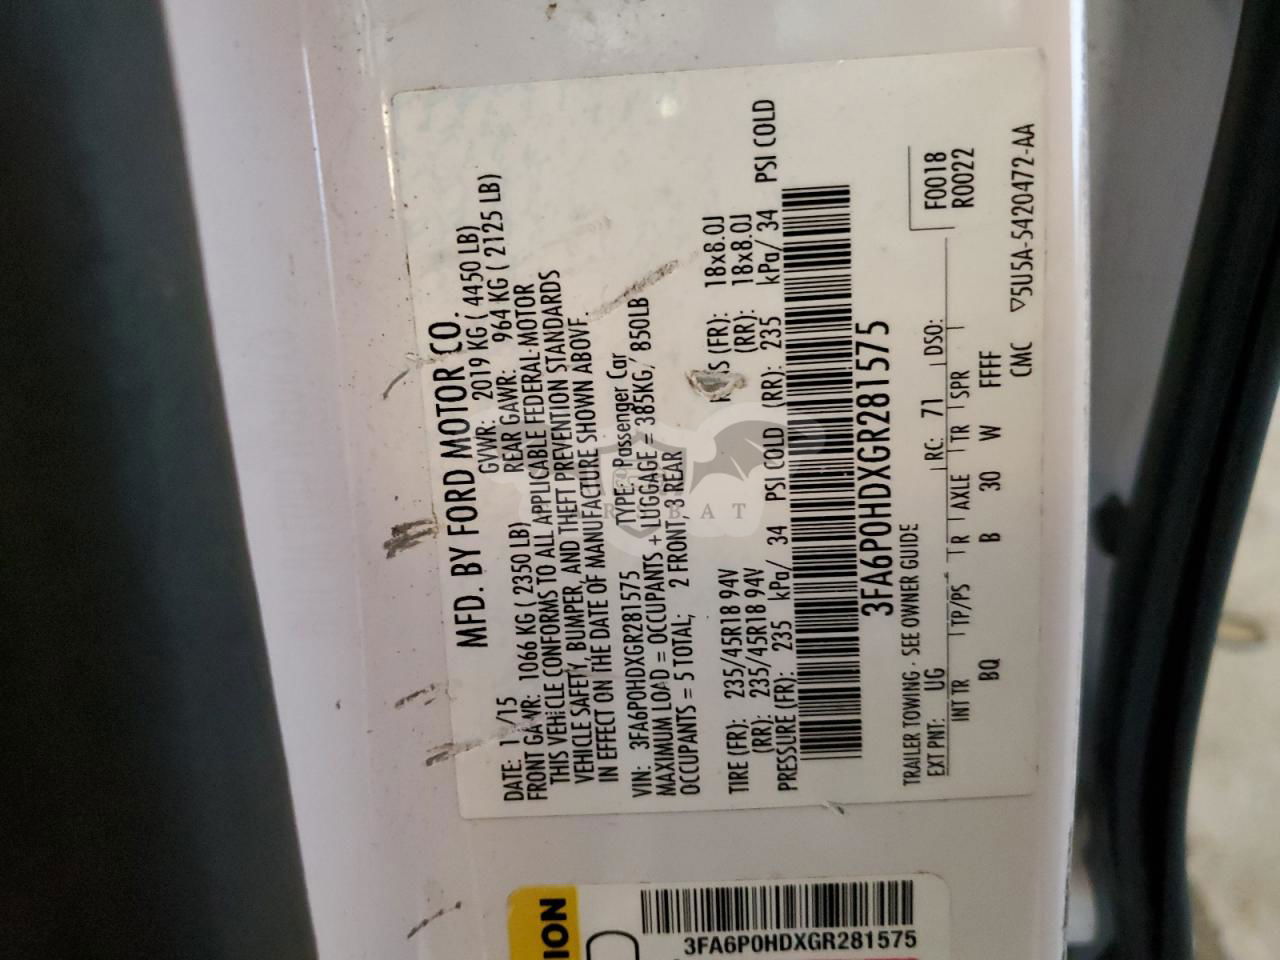 MFD. BY FORD MOTOR CO.
GVWR: 2019 KG ( 4450 LB)
FRONT GAWR: 1066 KG ( 2350 LB) REAR GAWR: 964 KG ( 2125 LB)
THIS VEHICLE CONFORMS TO ALL APPLICABLE FEDERAL MOTOR
VEHICLE SAFETY, BUMPER, AND THEFT PREVENTION STANDARDS
IN EFFECT ON THE DATE OF MANUFACTURE SHOWN ABOVE.
VIN: 3FA6P0HDXGR281575 TYPE: Passenger Car
MAXIMUM LOAD = OCCUPANTS + LUGGAGE = 385KG/ 850LB
OCCUPANTS = 5 TOTAL; 2 FRONT 3 REAR
TIRE (FR): 235/45R18 94V (FR): 18x8.0J
(RR): 235/45R18 94V (RR): 18x8.0J
PRESSURE (FR): 235 kPa/ 34 PSI COLD (RR): 235 kPa/ 34 PSI COLD
3FA6P0HDXGR281575
TRAILER TOWING - SEE OWNER GUIDE
EXT PNT: UG RC: 71 DSO: F0018
R0022
INT TR TP/PS TR AXLE TR SPR
BQ B 30 W FFFF
CMC ▽5U5A-5420472-AA
ION
3FA6P0HDXGR281575